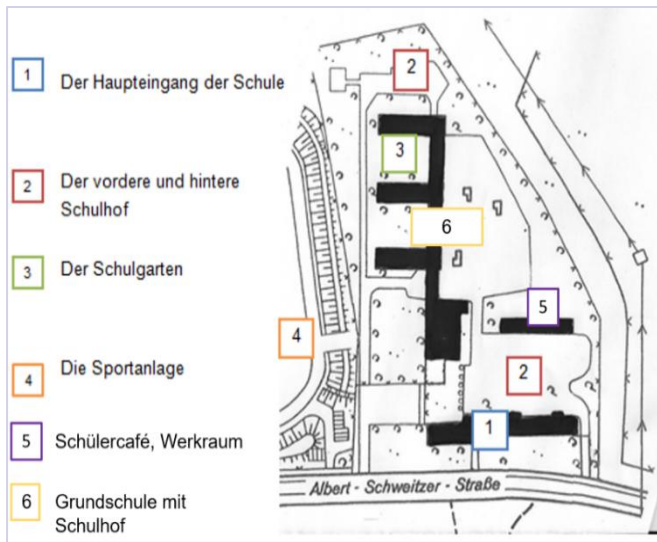 1 Der Haupteingang der Schule
2 Der vordere und hintere
Schulhof
3 Der Schulgarten
4 Die Sportanlage
5 Schülercafé, Werkraum
6 Grundschule mit
Schulhof
2
3
6
5
4
2
1
Albert - Schweitzer - Straße